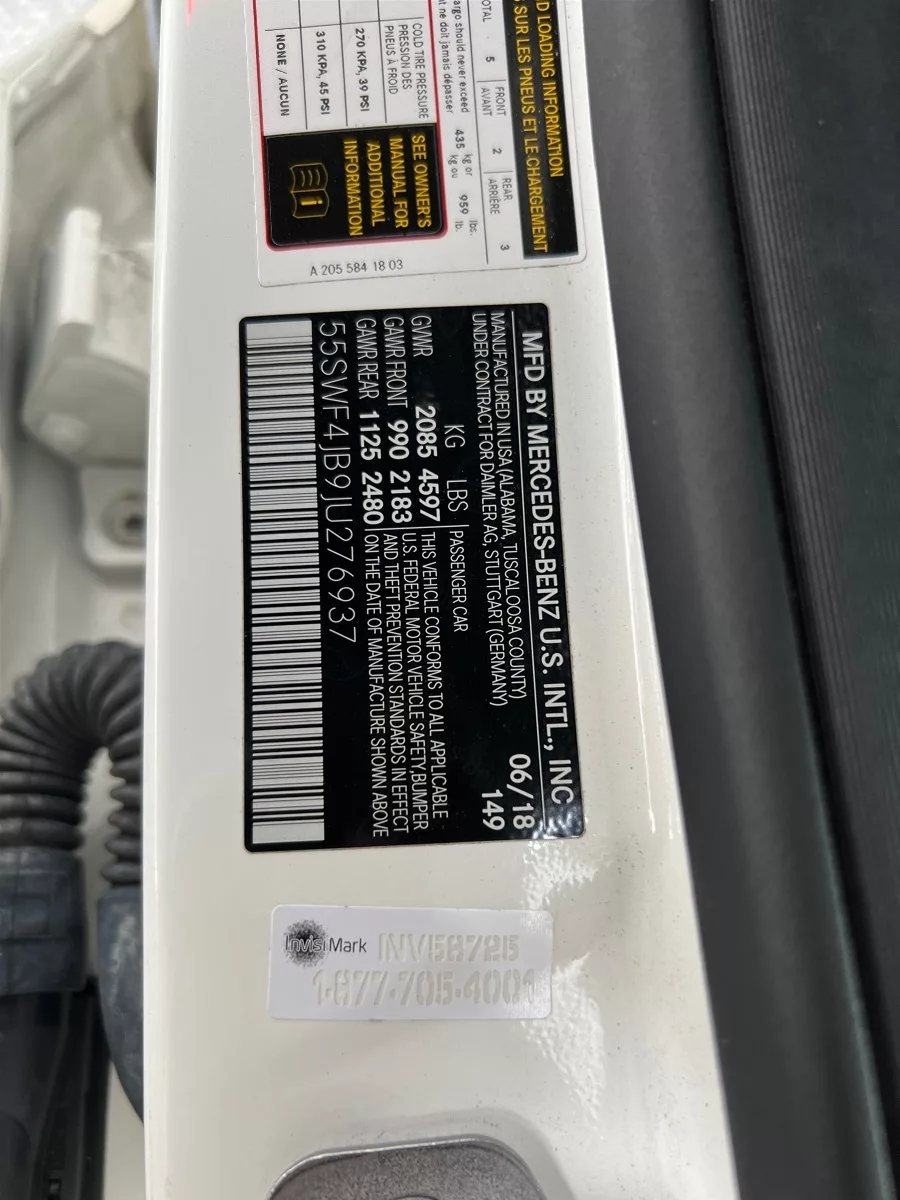 D LOADING INFORMATION
SUR LES PNEUS ET LE CHARGEMENT
OTAL 5 FRONT AVANT 2 REAR ARRIÈRE 3
argo should never exceed 435 kg or 959 lbs.
t ne doit jamais dépasser kg ou lb.
COLD TIRE PRESSURE
PRESSION DES
PNEUS À FROID
270 KPA, 39 PSI
310 KPA, 45 PSI
NONE / AUCUN
SEE OWNER'S
MANUAL FOR
ADDITIONAL
INFORMATION
A 205 584 18 03
MFD BY MERCEDES-BENZ U.S. INTL., INC
MANUFACTURED IN USA (ALABAMA, TUSCALOOSA COUNTY) 06/18
UNDER CONTRACT FOR DAIMLER AG, STUTTGART (GERMANY) 149
KG LBS PASSENGER CAR
GVWR 2085 4597 THIS VEHICLE CONFORMS TO ALL APPLICABLE
GAWR FRONT 990 2183 U.S. FEDERAL MOTOR VEHICLE SAFETY, BUMPER
AND THEFT PREVENTION STANDARDS IN EFFECT
GAWR REAR 1125 2480 ON THE DATE OF MANUFACTURE SHOWN ABOVE
55SWF4JB9JU276937
InvisiMark INV58725
1-877-705-4001